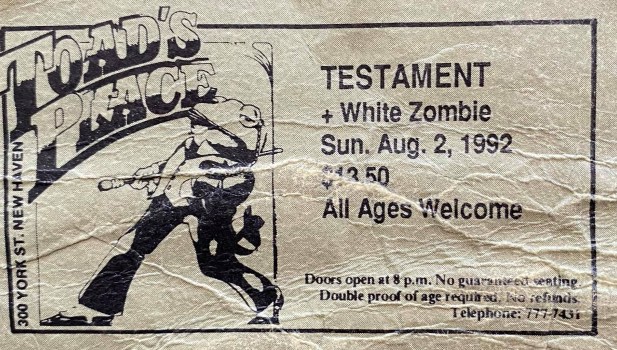 TOAD'S
PLACE
300 YORK ST. NEW HAVEN
TESTAMENT
+ White Zombie
Sun. Aug. 2, 1992
$13.50
All Ages Welcome
Doors open at 8 p.m. No guaranteed seating.
Double proof of age required. No refunds.
Telephone: 777-7431